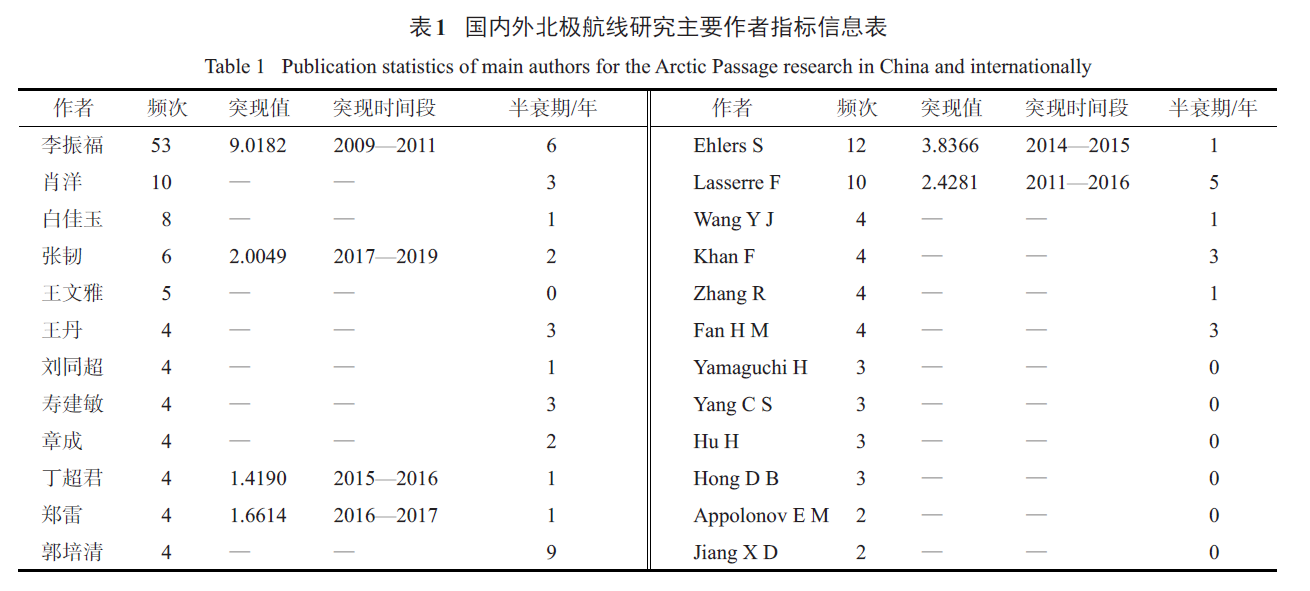 表1 国内外北极航线研究主要作者指标信息表
Table 1 Publication statistics of main authors for the Arctic Passage research in China and internationally
作者 频次 突现值 突现时间段 半衰期/年 作者 频次 突现值 突现时间段 半衰期/年
李振福 53 9.0182 2009—2011 6 Ehlers S 12 3.8366 2014—2015 1
肖洋 10 — — 3 Lasserre F 10 2.4281 2011—2016 5
白佳玉 8 — — 1 Wang Y J 4 — — 1
张韧 6 2.0049 2017—2019 2 Khan F 4 — — 3
王文雅 5 — — 0 Zhang R 4 — — 1
王丹 4 — — 3 Fan H M 4 — — 3
刘同超 4 — — 1 Yamaguchi H 3 — — 0
寿建敏 4 — — 3 Yang C S 3 — — 0
章成 4 — — 2 Hu H 3 — — 0
丁超君 4 1.4190 2015—2016 1 Hong D B 3 — — 0
郑雷 4 1.6614 2016—2017 1 Appolonov E M 2 — — 0
郭培清 4 — — 9 Jiang X D 2 — — 0